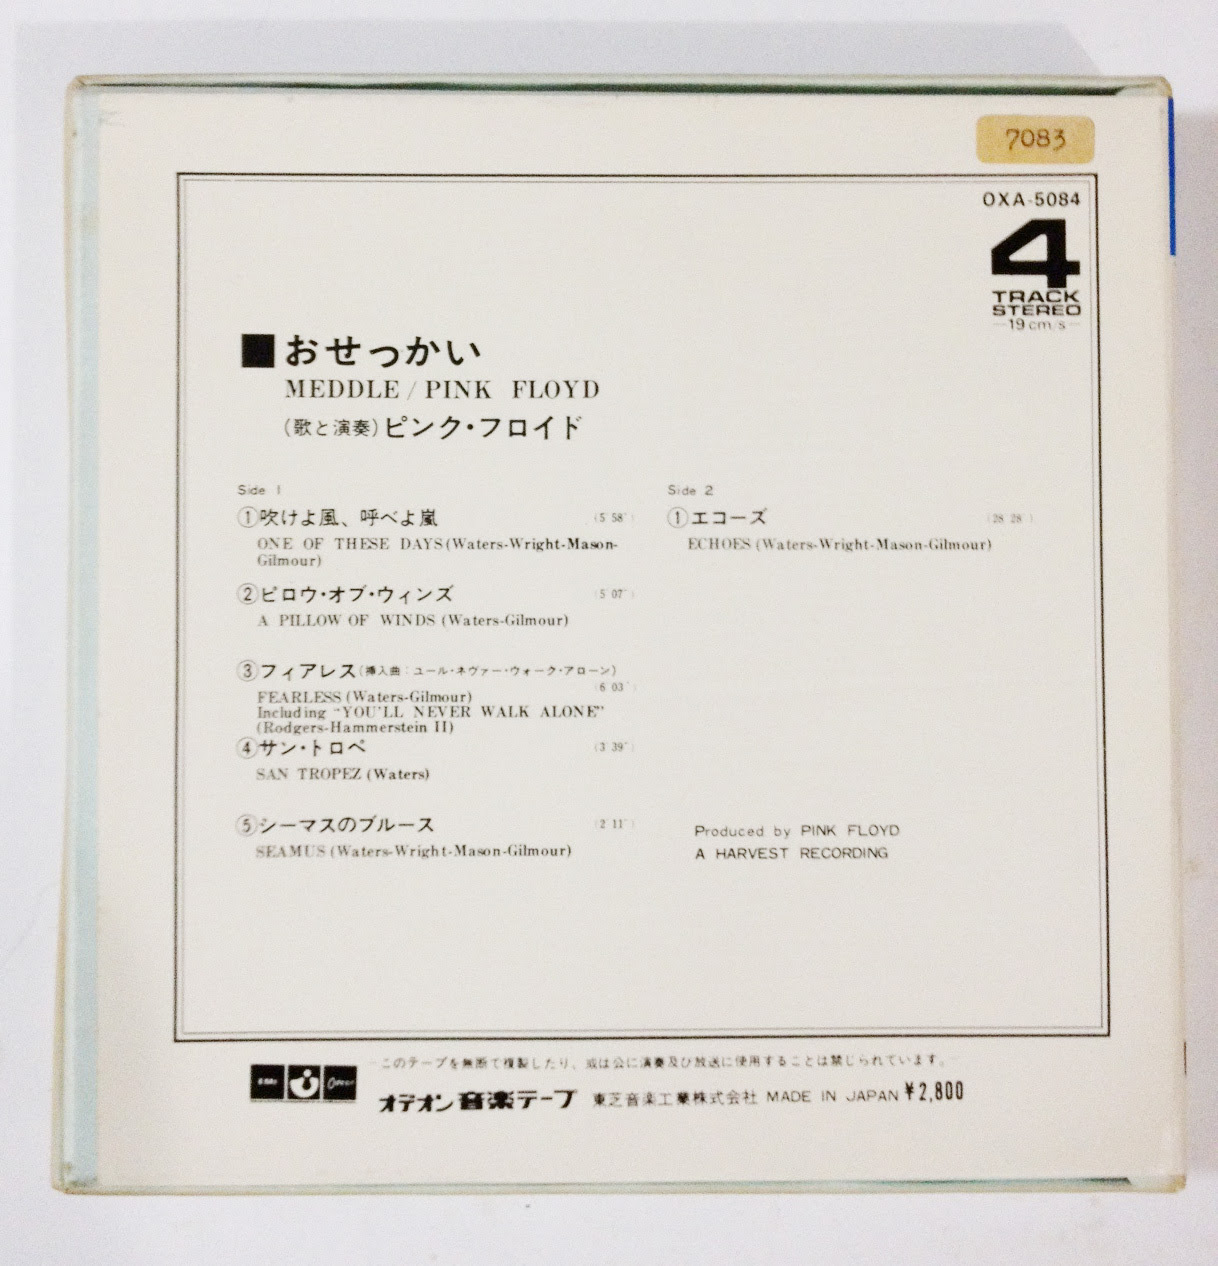 7083
OXA-5084
4
TRACK
STEREO
19 cm/s
■おせっかい
MEDDLE / PINK FLOYD
(歌と演奏)ピンク・フロイド
Side 1
①吹けよ風、呼べよ嵐 (5′58″)
ONE OF THESE DAYS (Waters-Wright-Mason-
Gilmour)
②ピロウ・オブ・ウィンズ (5′07″)
A PILLOW OF WINDS (Waters-Gilmour)
③フィアレス(挿入曲:ユール・ネヴァー・ウォーク・アローン)
(6′03″)
FEARLESS (Waters-Gilmour)
Including "YOU'LL NEVER WALK ALONE"
(Rodgers-Hammerstein II)
④サン・トロペ (3′39″)
SAN TROPEZ (Waters)
⑤シーマスのブルース (2′11″)
SEAMUS (Waters-Wright-Mason-Gilmour)
Side 2
①エコーズ (28′28″)
ECHOES (Waters-Wright-Mason-Gilmour)
Produced by PINK FLOYD
A HARVEST RECORDING
このテープを無断で複製したり、或は公に演奏及び放送に使用することは禁じられています。
EMI Odeon
オデオン音楽テープ 東芝音楽工業株式会社 MADE IN JAPAN ¥2,800